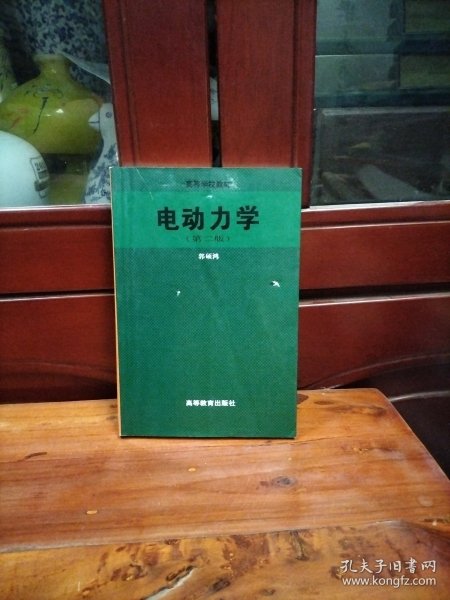 高等学校教材
电动力学
(第二版)
郭硕鸿
高等教育出版社
孔夫子旧书网
www.kongfz.com